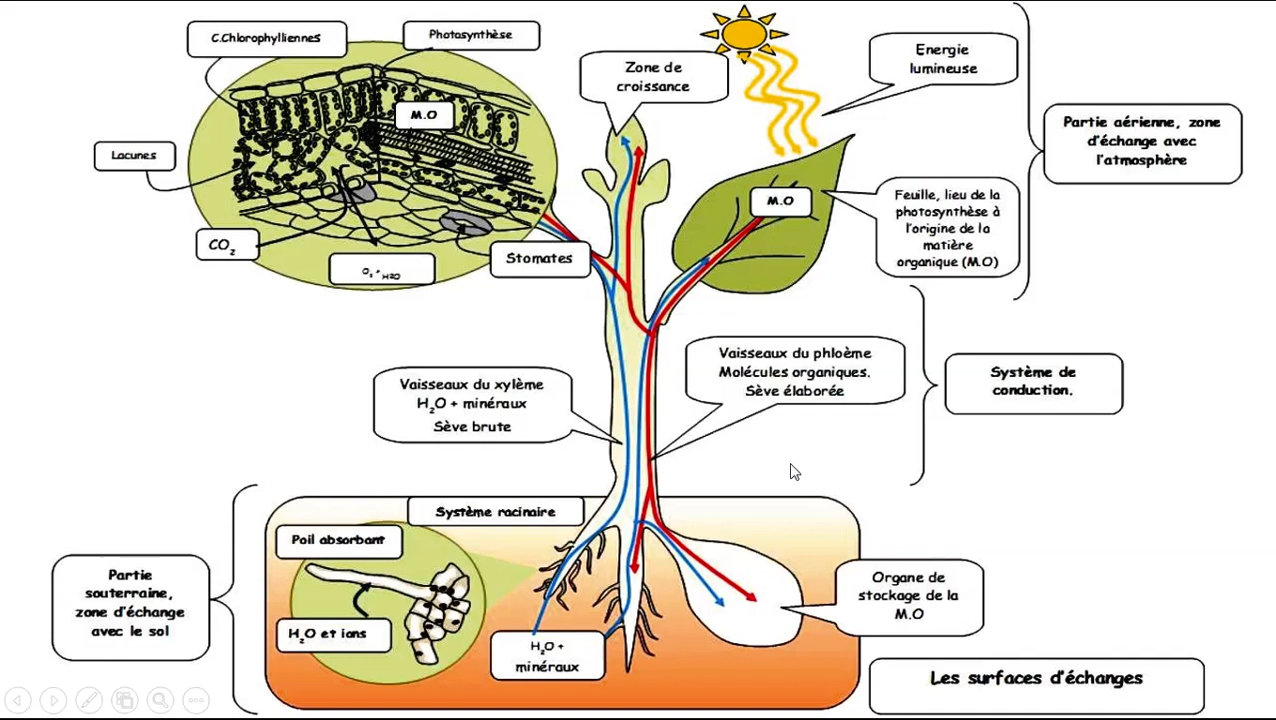 C.Chlorophylliennes
Photosynthèse
M.O
Lacunes
CO2
O2 + H2O
Stomates
Zone de
croissance
Energie
lumineuse
Partie aérienne, zone
d'échange avec
l'atmosphère
M.O
Feuille, lieu de la
photosynthèse à
l'origine de la
matière
organique (M.O)
Vaisseaux du xylème
H2O + minéraux
Sève brute
Vaisseaux du phloème
Molécules organiques.
Sève élaborée
Système de
conduction.
Système racinaire
Poil absorbant
H2O et ions
Partie
souterraine,
zone d'échange
avec le sol
H2O +
minéraux
Organe de
stockage de la
M.O
Les surfaces d'échanges